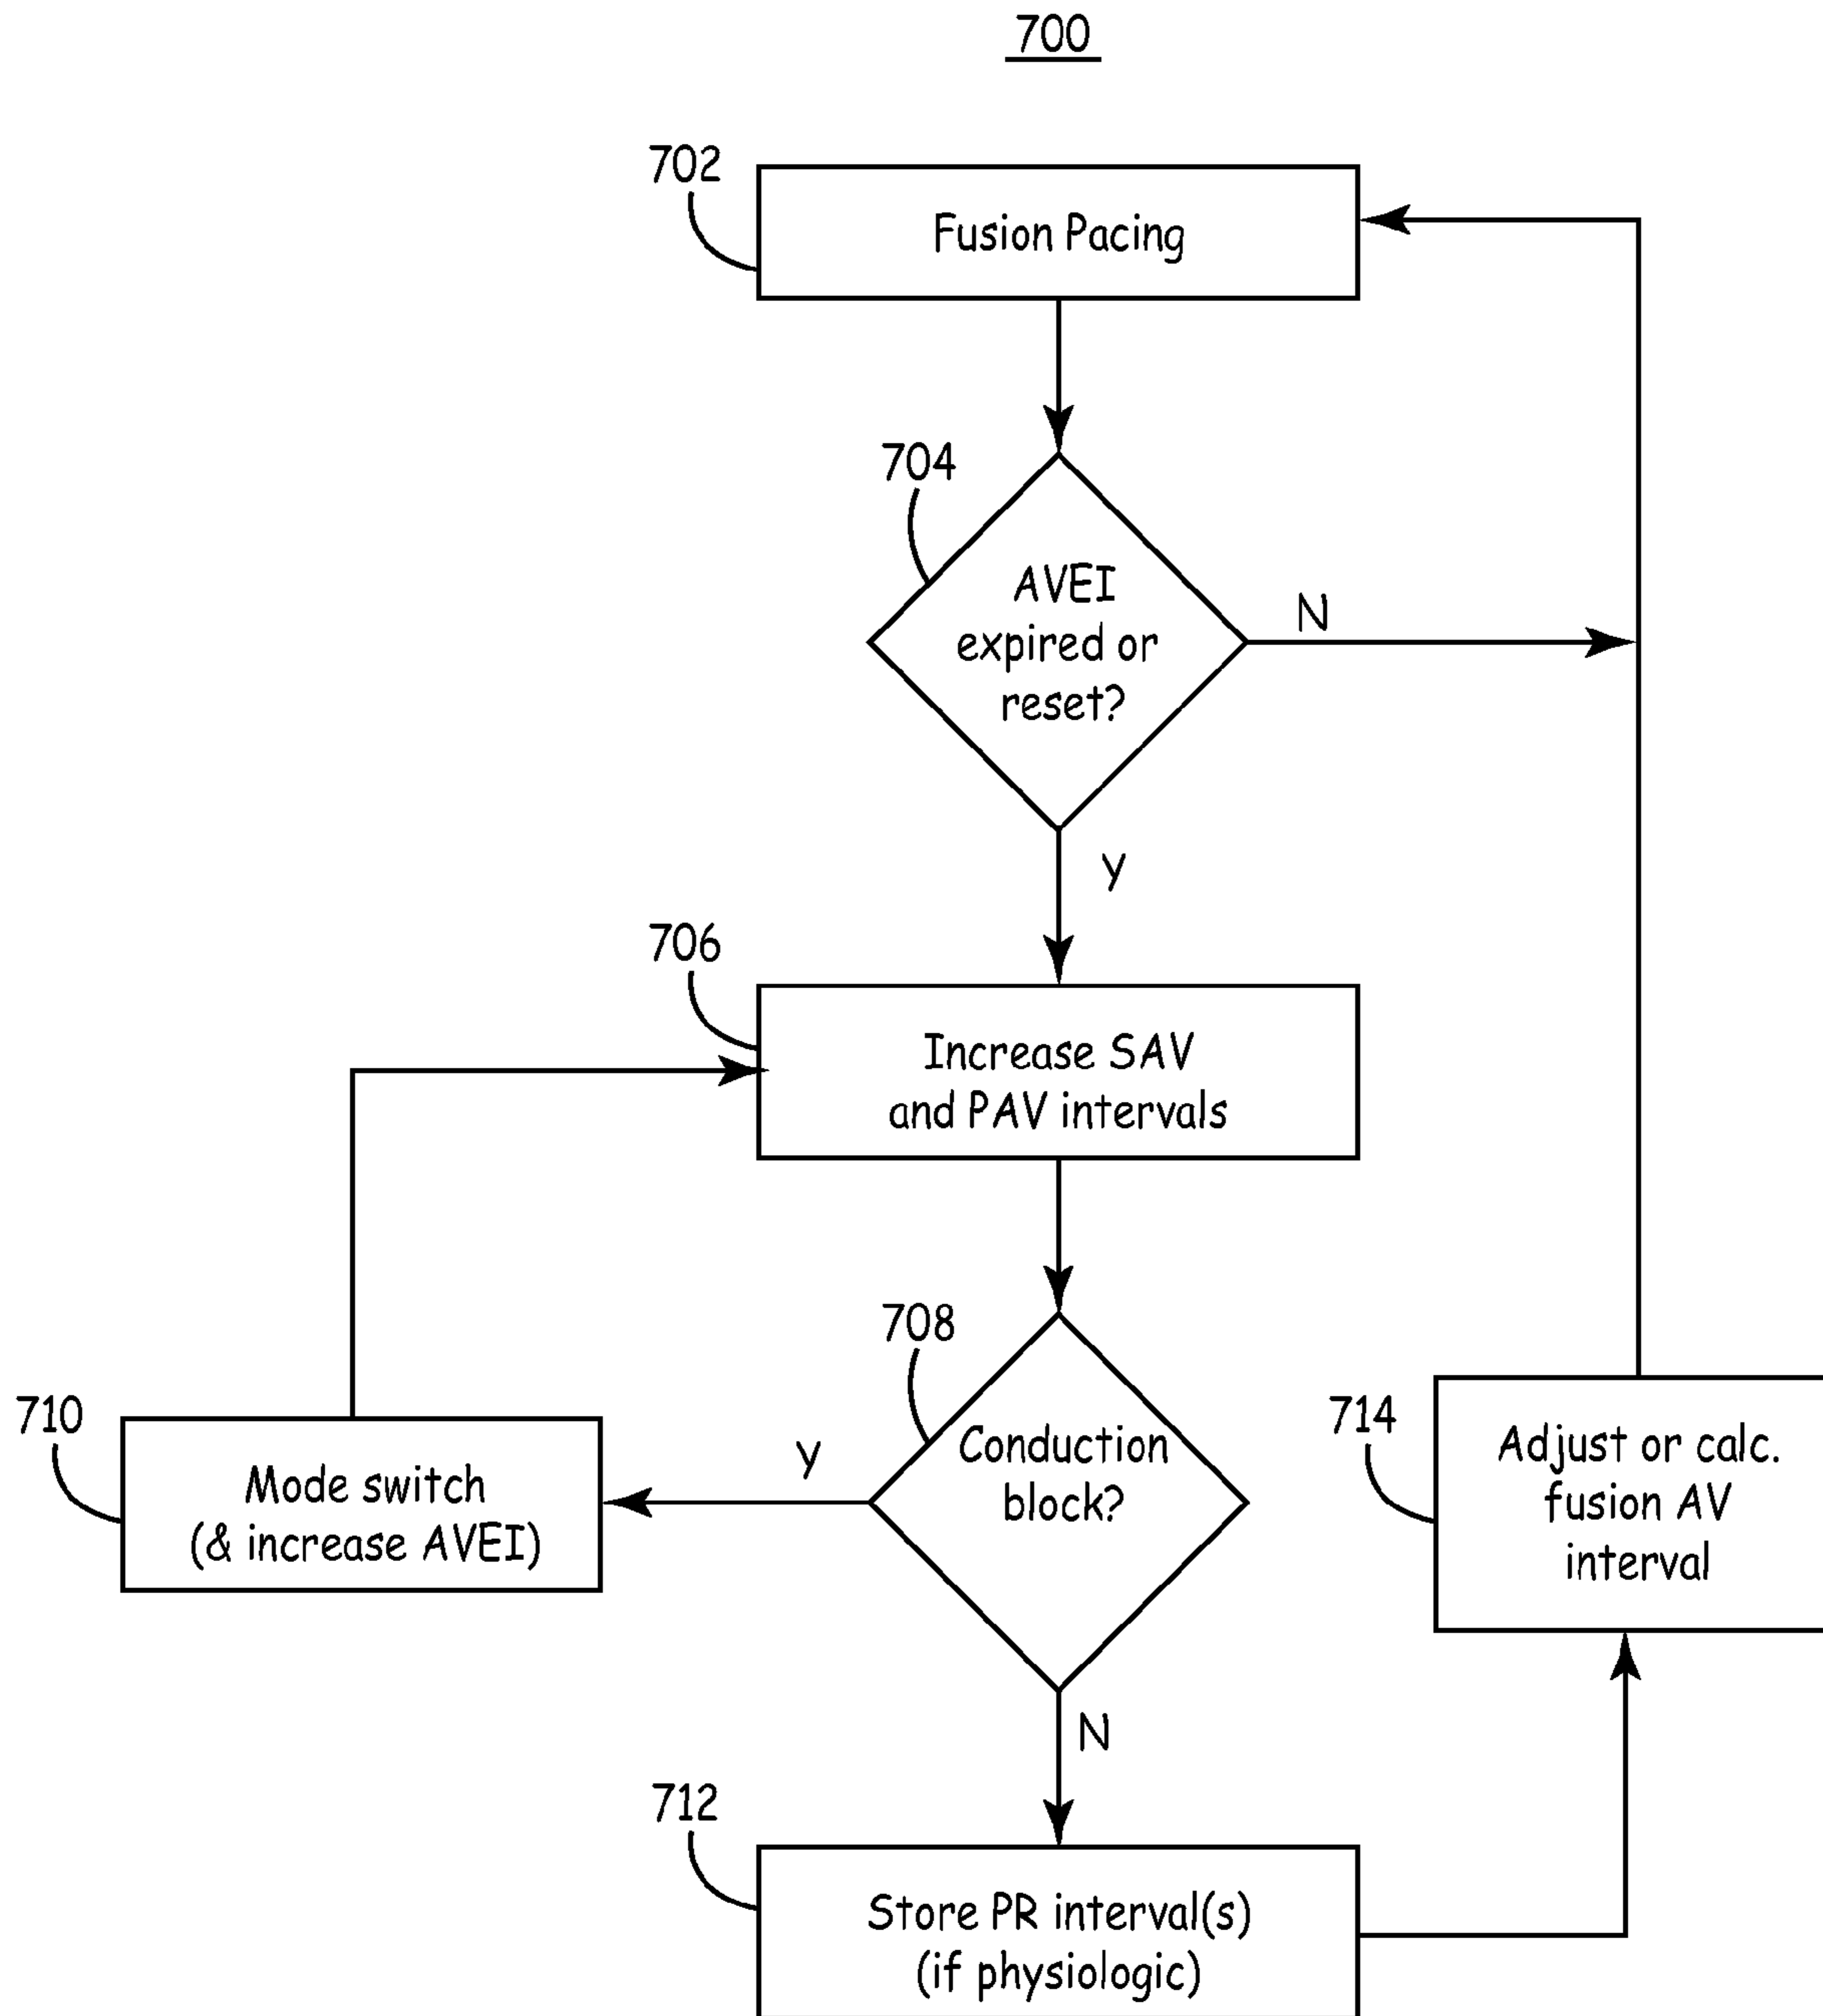 700
702
Fusion Pacing
704
AVEI
expired or
reset?
N
Y
706
Increase SAV
and PAV intervals
708
Conduction
block?
Y
710
Mode switch
(& increase AVEI)
714
Adjust or calc.
fusion AV
interval
N
712
Store PR interval(s)
(if physiologic)